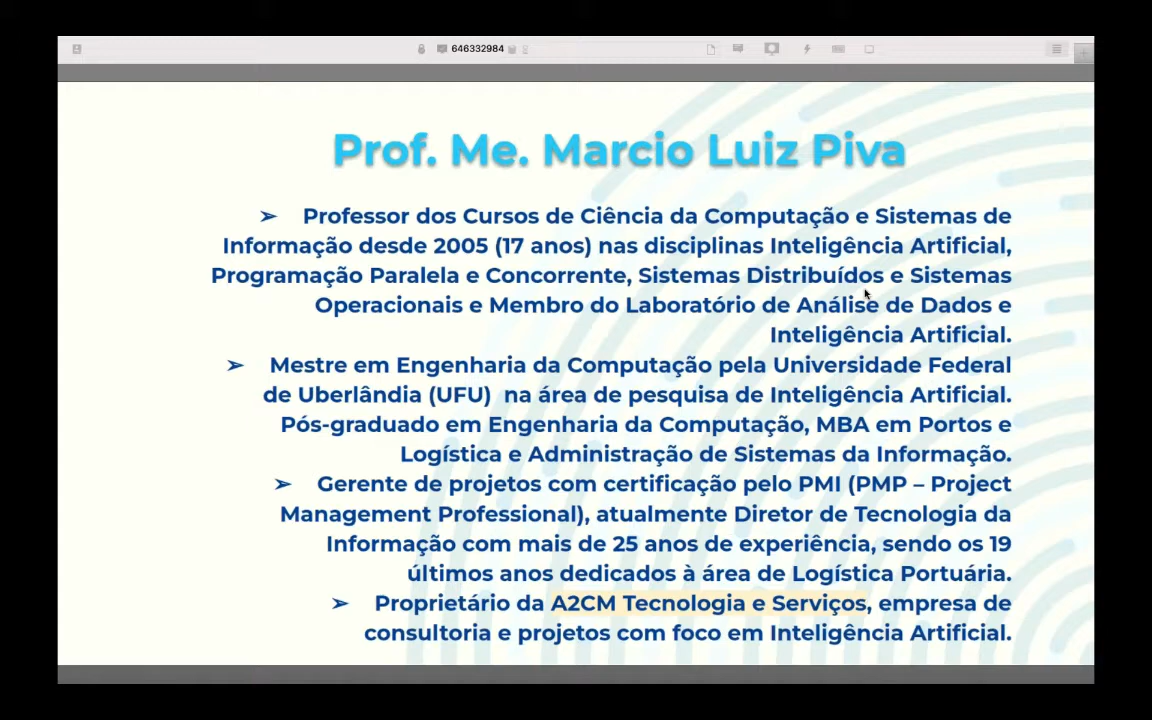 646332984
Prof. Me. Marcio Luiz Piva
➢ Professor dos Cursos de Ciência da Computação e Sistemas de
Informação desde 2005 (17 anos) nas disciplinas Inteligência Artificial,
Programação Paralela e Concorrente, Sistemas Distribuídos e Sistemas
Operacionais e Membro do Laboratório de Análise de Dados e
Inteligência Artificial.
➢ Mestre em Engenharia da Computação pela Universidade Federal
de Uberlândia (UFU) na área de pesquisa de Inteligência Artificial.
Pós-graduado em Engenharia da Computação, MBA em Portos e
Logística e Administração de Sistemas da Informação.
➢ Gerente de projetos com certificação pelo PMI (PMP – Project
Management Professional), atualmente Diretor de Tecnologia da
Informação com mais de 25 anos de experiência, sendo os 19
últimos anos dedicados à área de Logística Portuária.
➢ Proprietário da A2CM Tecnologia e Serviços, empresa de
consultoria e projetos com foco em Inteligência Artificial.